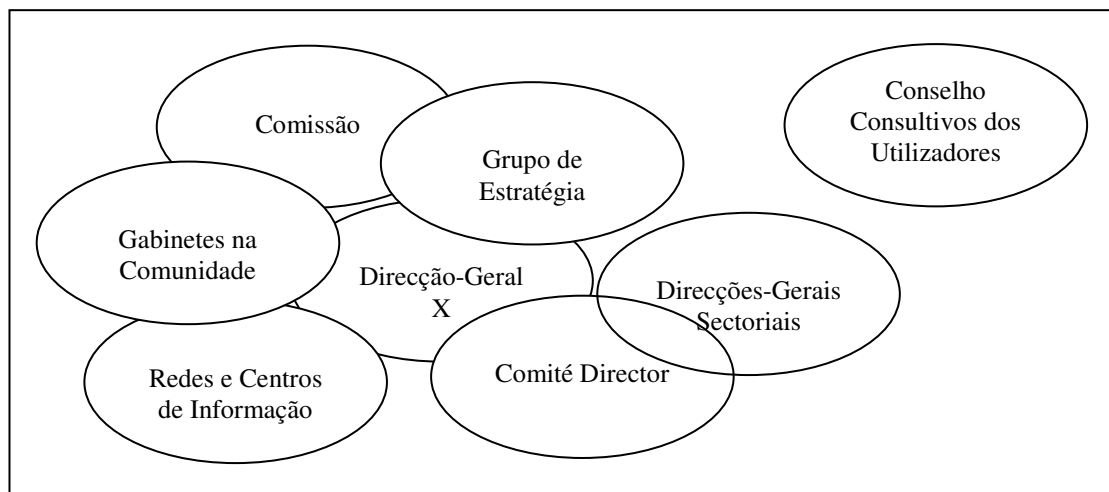 Comissão
Conselho
Consultivos dos
Utilizadores
Grupo de
Estratégia
Gabinetes na
Comunidade
Direcção-Geral
X
Direcções-Gerais
Sectoriais
Redes e Centros
de Informação
Comité Director